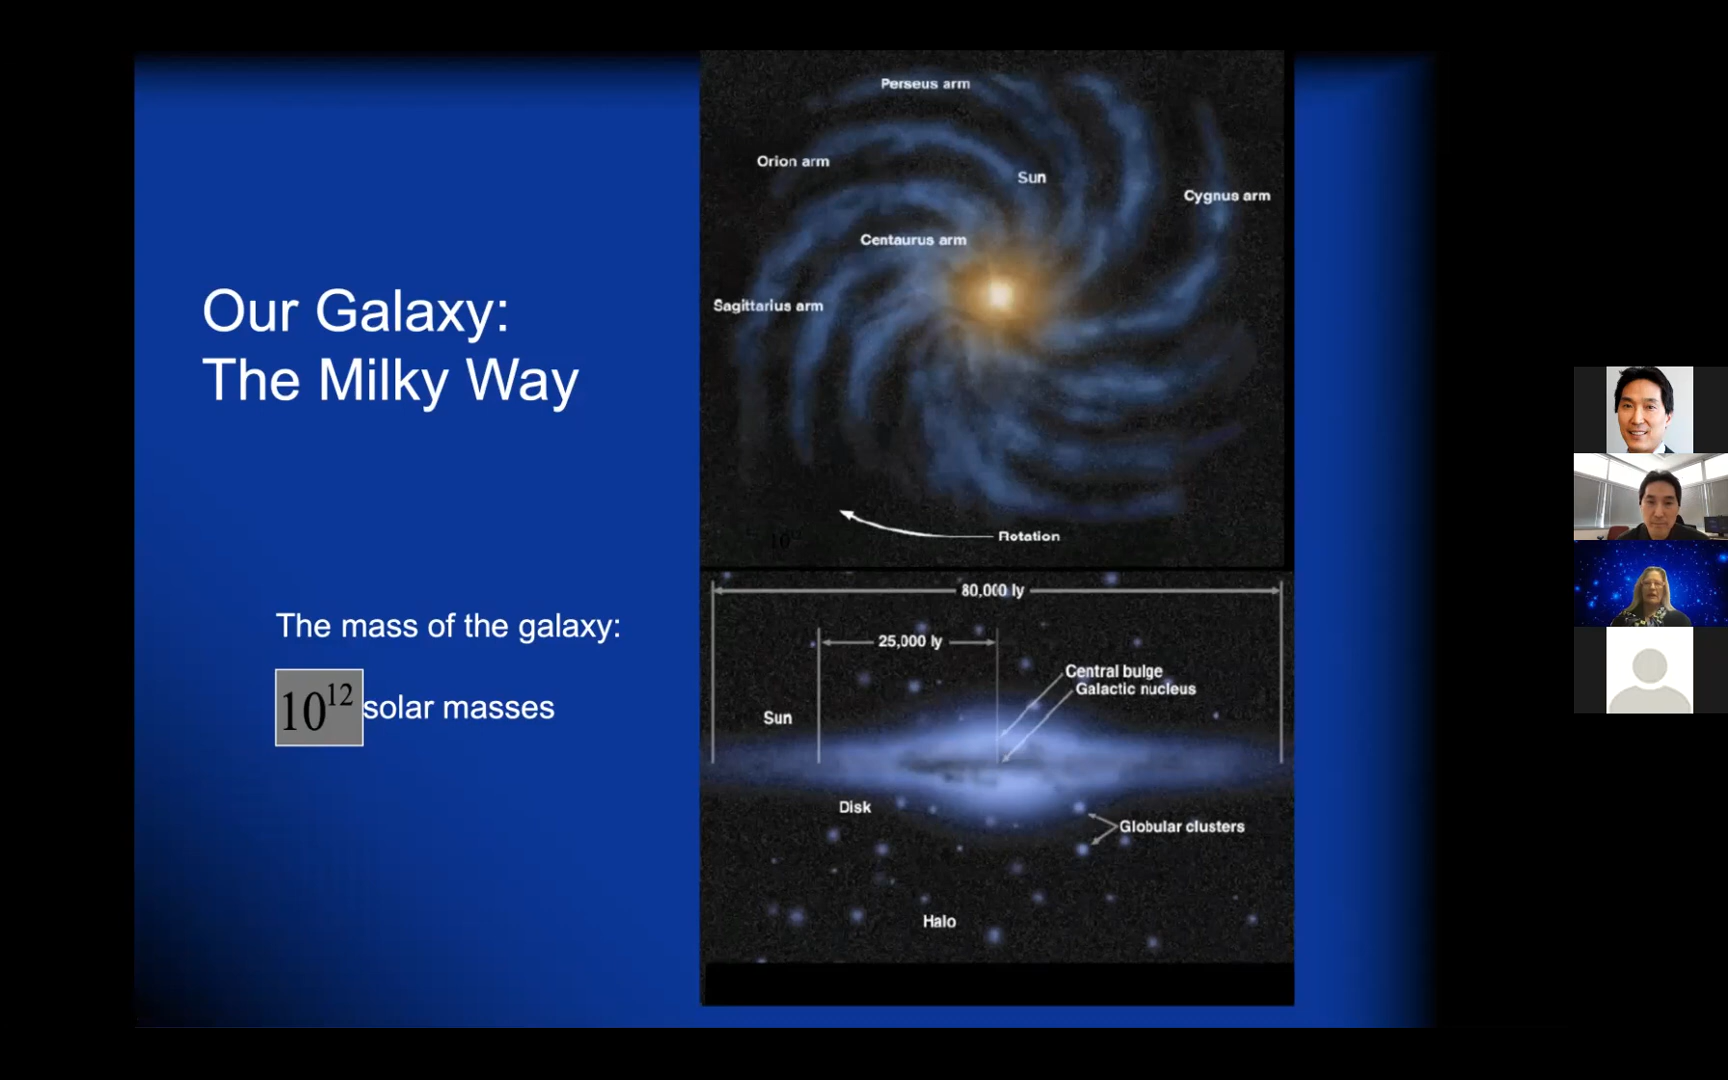 Our Galaxy:
The Milky Way
The mass of the galaxy:
10¹² solar masses
Perseus arm
Orion arm
Sun
Cygnus arm
Centaurus arm
Sagittarius arm
Rotation
10¹²
80,000 ly
25,000 ly
Central bulge
Galactic nucleus
Sun
Disk
Globular clusters
Halo